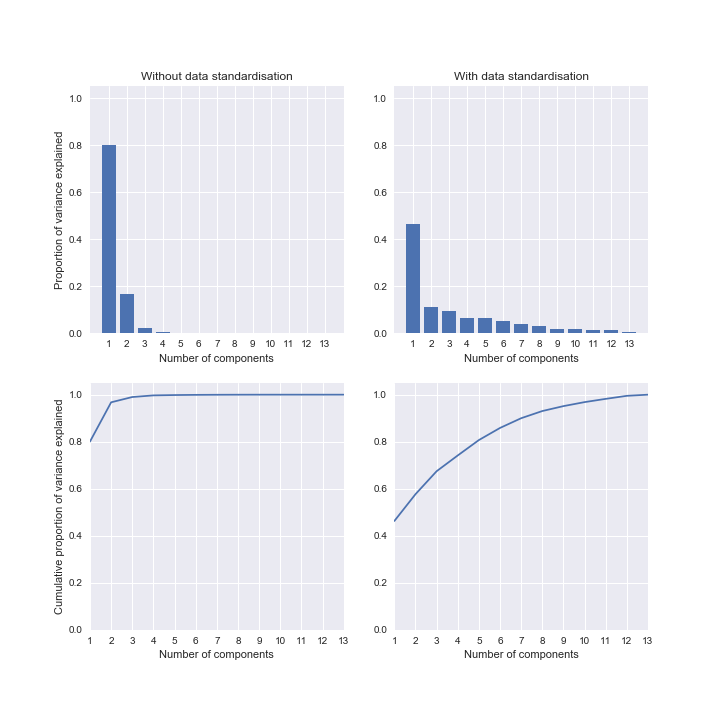 Without data standardisation
With data standardisation
Proportion of variance explained
1.0
0.8
0.6
0.4
0.2
0.0
1 2 3 4 5 6 7 8 9 10 11 12 13
Number of components
1.0
0.8
0.6
0.4
0.2
0.0
1 2 3 4 5 6 7 8 9 10 11 12 13
Number of components
Cumulative proportion of variance explained
1.0
0.8
0.6
0.4
0.2
0.0
1 2 3 4 5 6 7 8 9 10 11 12 13
Number of components
1.0
0.8
0.6
0.4
0.2
0.0
1 2 3 4 5 6 7 8 9 10 11 12 13
Number of components